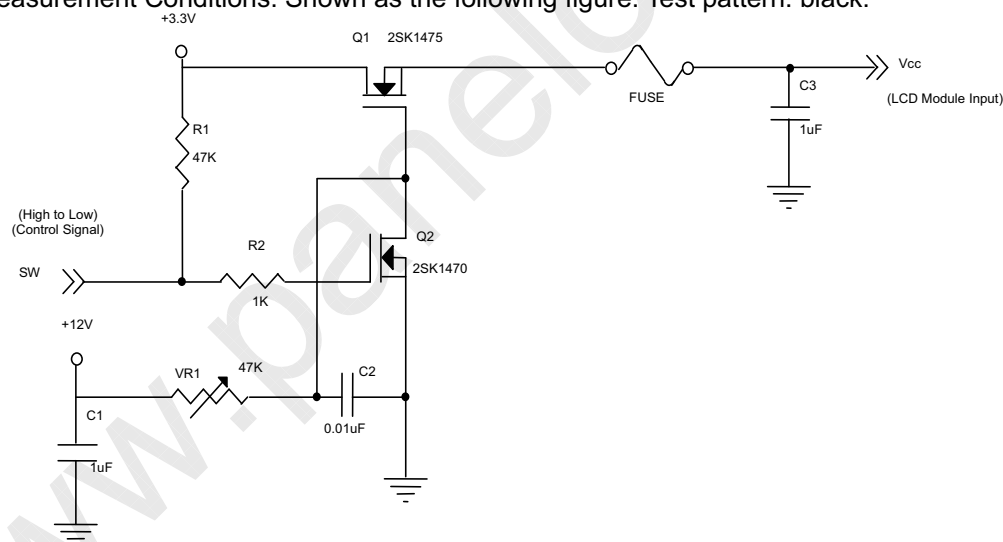 easurement Conditions: Shown as the following figure. Test pattern: black.
+3.3V
Q1 2SK1475
Vcc
FUSE
C3
(LCD Module Input)
R1
1uF
47K
(High to Low)
(Control Signal)
Q2
R2
SW
2SK1470
1K
+12V
VR1
47K
C2
C1
0.01uF
1uF
www.panelo